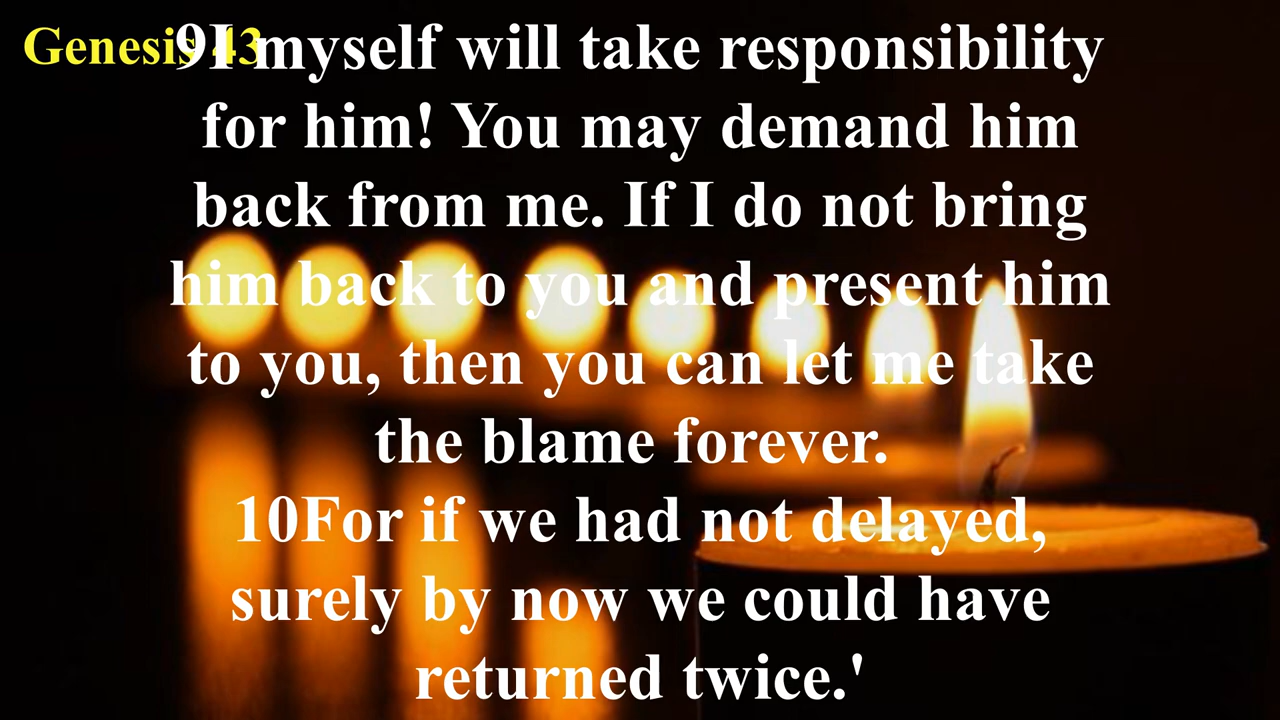 Genesis 43
9I myself will take responsibility
for him! You may demand him
back from me. If I do not bring
him back to you and present him
to you, then you can let me take
the blame forever.
10For if we had not delayed,
surely by now we could have
returned twice.'